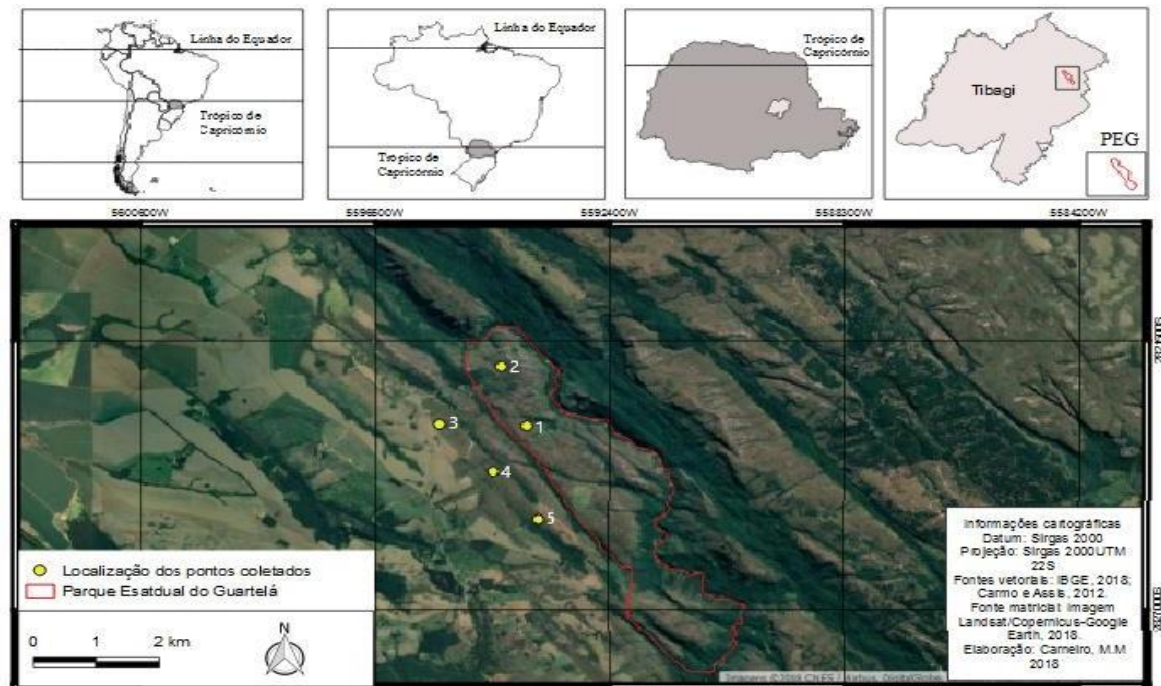 Linha do Equador
Trópico de
Capricórnio
Linha do Equador
Trópico de
Capricórnio
Trópico de
Capricórnio
Tibagi
PEG
5600600W
5596500W
5592400W
5588300W
5584200W
2
3
1
4
5
Localização dos pontos coletados
Parque Esatdual do Guartelá
0 1 2 km
N
Informações cartográficas
Datum: Sirgas 2000
Projeção: Sirgas 2000UTM
22S
Fontes vetoriais: IBGE, 2018;
Carmo e Assis, 2012.
Fonte matricial: Imagem
Landsat/Copernicus-Google
Earth, 2018.
Elaboração: Carneiro, M.M
2018